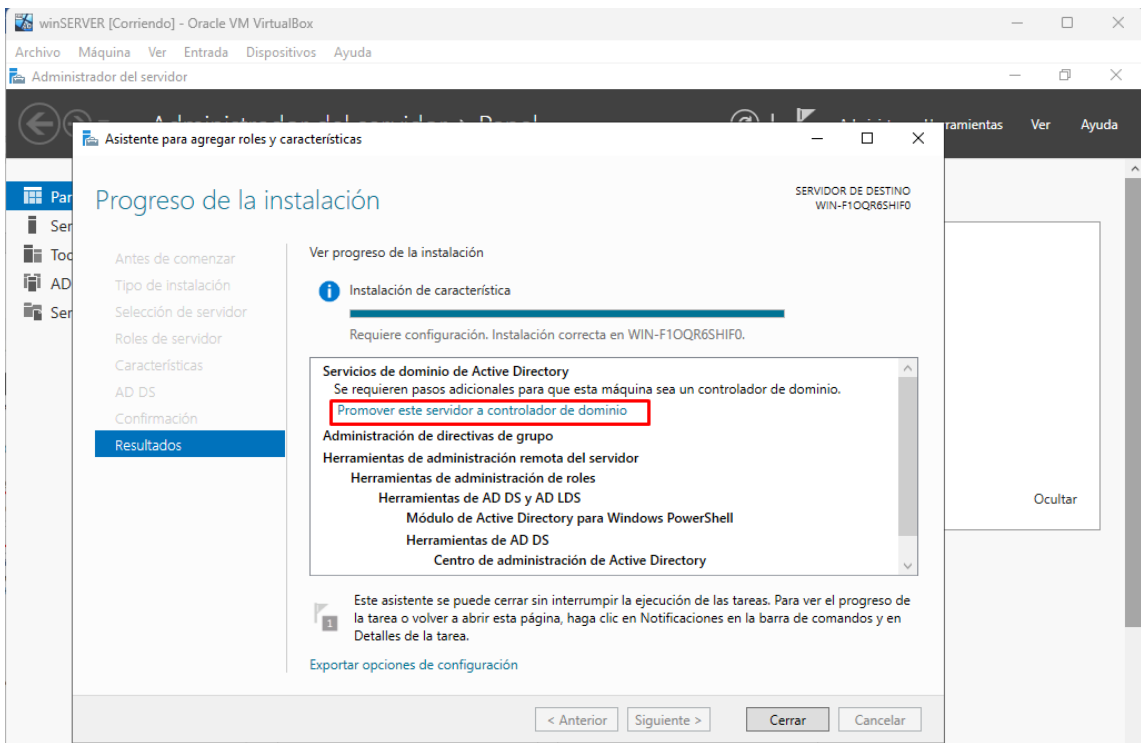 winSERVER [Corriendo] - Oracle VM VirtualBox
Archivo Máquina Ver Entrada Dispositivos Ayuda
Administrador del servidor
Ver Ayuda
Asistente para agregar roles y características
Progreso de la instalación
SERVIDOR DE DESTINO
WIN-F1OQR6SHIF0
Par
Ser
Toc
AD
Ser
Antes de comenzar
Tipo de instalación
Selección de servidor
Roles de servidor
Características
AD DS
Confirmación
Resultados
Ver progreso de la instalación
Instalación de característica
Requiere configuración. Instalación correcta en WIN-F1OQR6SHIF0.
Servicios de dominio de Active Directory
Se requieren pasos adicionales para que esta máquina sea un controlador de dominio.
Promover este servidor a controlador de dominio
Administración de directivas de grupo
Herramientas de administración remota del servidor
Herramientas de administración de roles
Herramientas de AD DS y AD LDS
Módulo de Active Directory para Windows PowerShell
Herramientas de AD DS
Centro de administración de Active Directory
Ocultar
1
Este asistente se puede cerrar sin interrumpir la ejecución de las tareas. Para ver el progreso de
la tarea o volver a abrir esta página, haga clic en Notificaciones en la barra de comandos y en
Detalles de la tarea.
Exportar opciones de configuración
< Anterior Siguiente > Cerrar Cancelar